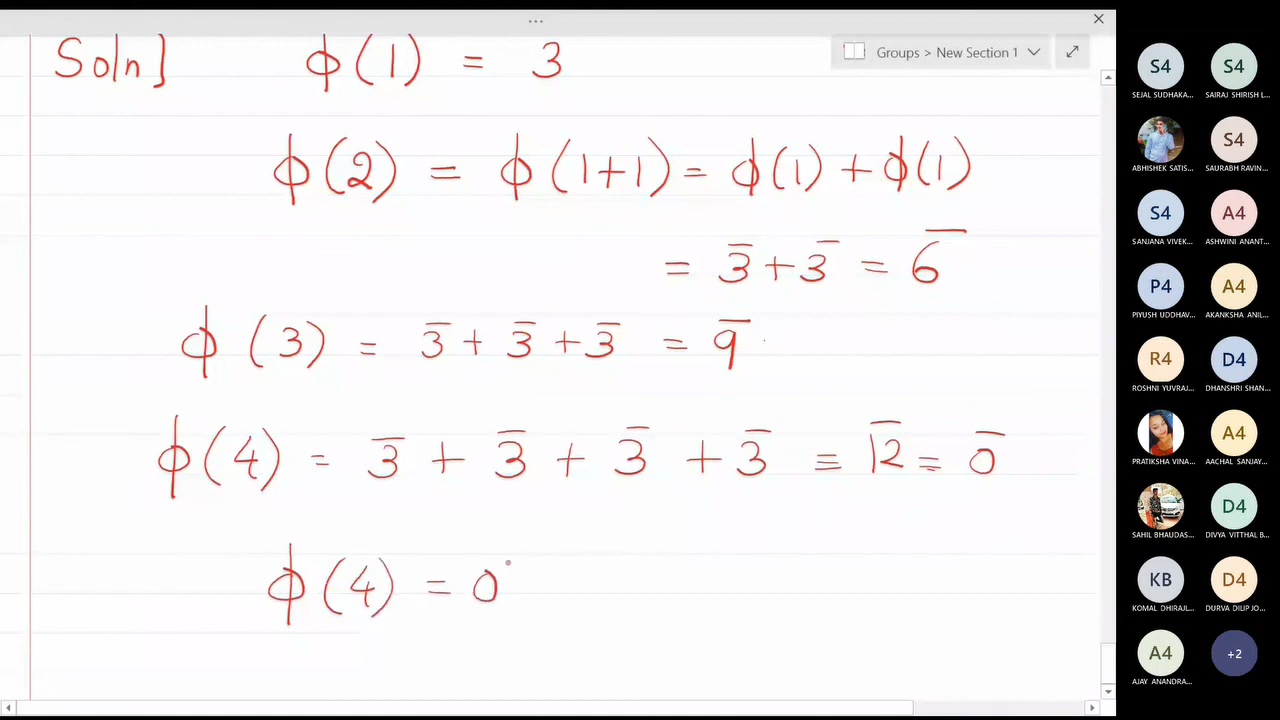 Groups > New Section 1
Soln] ϕ(1) = 3
ϕ(2) = ϕ(1+1) = ϕ(1) + ϕ(1)
= 3̅ + 3̅ = 6̅
ϕ(3) = 3̅ + 3̅ + 3̅ = 9̅
ϕ(4) = 3̅ + 3̅ + 3̅ + 3̅ = 1̅2̅ = 0̅
ϕ(4) = 0
S4 S4
SEJAL SUDHAKA... SAIRAJ SHIRISH L...
S4
ABHISHEK SATIS... SAURABH RAVIN...
S4 A4
SANJANA VIVEK... ASHWINI ANANT...
P4 A4
PIYUSH UDDHAV... AKANKSHA ANIL...
R4 D4
ROSHNI YUVRAJ... DHANSHRI SHAN...
A4
PRATIKSHA VINA... AACHAL SANJAY...
D4
SAHIL BHAUDAS... DIVYA VITTHAL B...
KB D4
KOMAL DHIRAJL... DURVA DILIP JO...
A4 +2
AJAY ANANDRA...